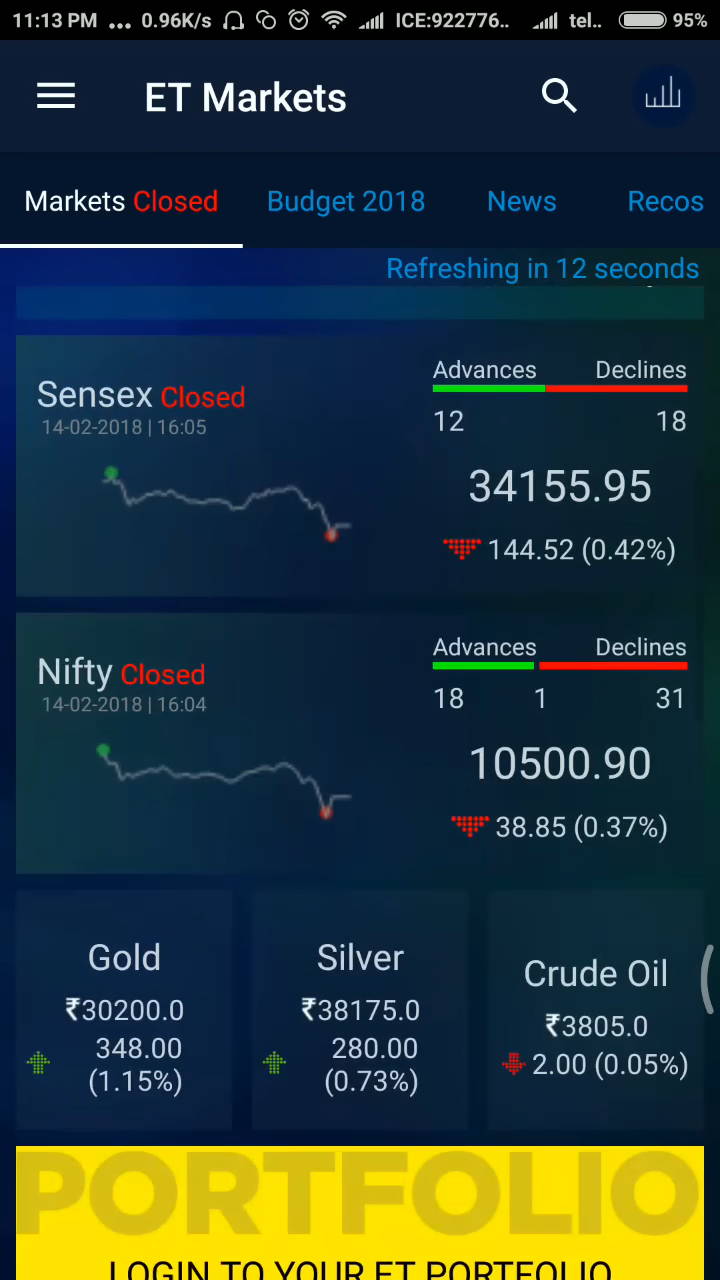 11:13 PM ... 0.96K/s ICE:922776.. tel.. 95%
ET Markets
Markets Closed Budget 2018 News Recos
Refreshing in 12 seconds
Sensex Closed
14-02-2018 | 16:05
Advances Declines
12 18
34155.95
144.52 (0.42%)
Nifty Closed
14-02-2018 | 16:04
Advances Declines
18 1 31
10500.90
38.85 (0.37%)
Gold
₹30200.0
348.00
(1.15%)
Silver
₹38175.0
280.00
(0.73%)
Crude Oil
₹3805.0
2.00 (0.05%)
PORTFOLIO
LOGIN TO YOUR ET PORTFOLIO